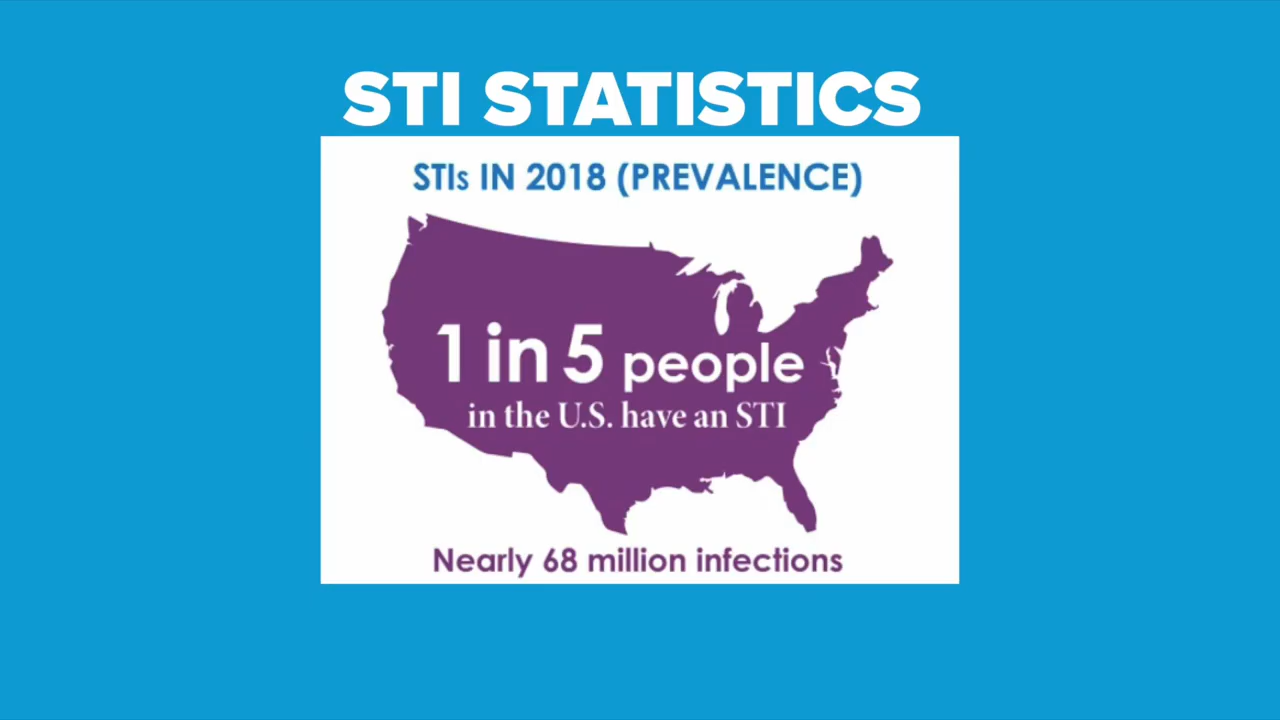 STI STATISTICS
STIs IN 2018 (PREVALENCE)
1 in 5 people
in the U.S. have an STI
Nearly 68 million infections